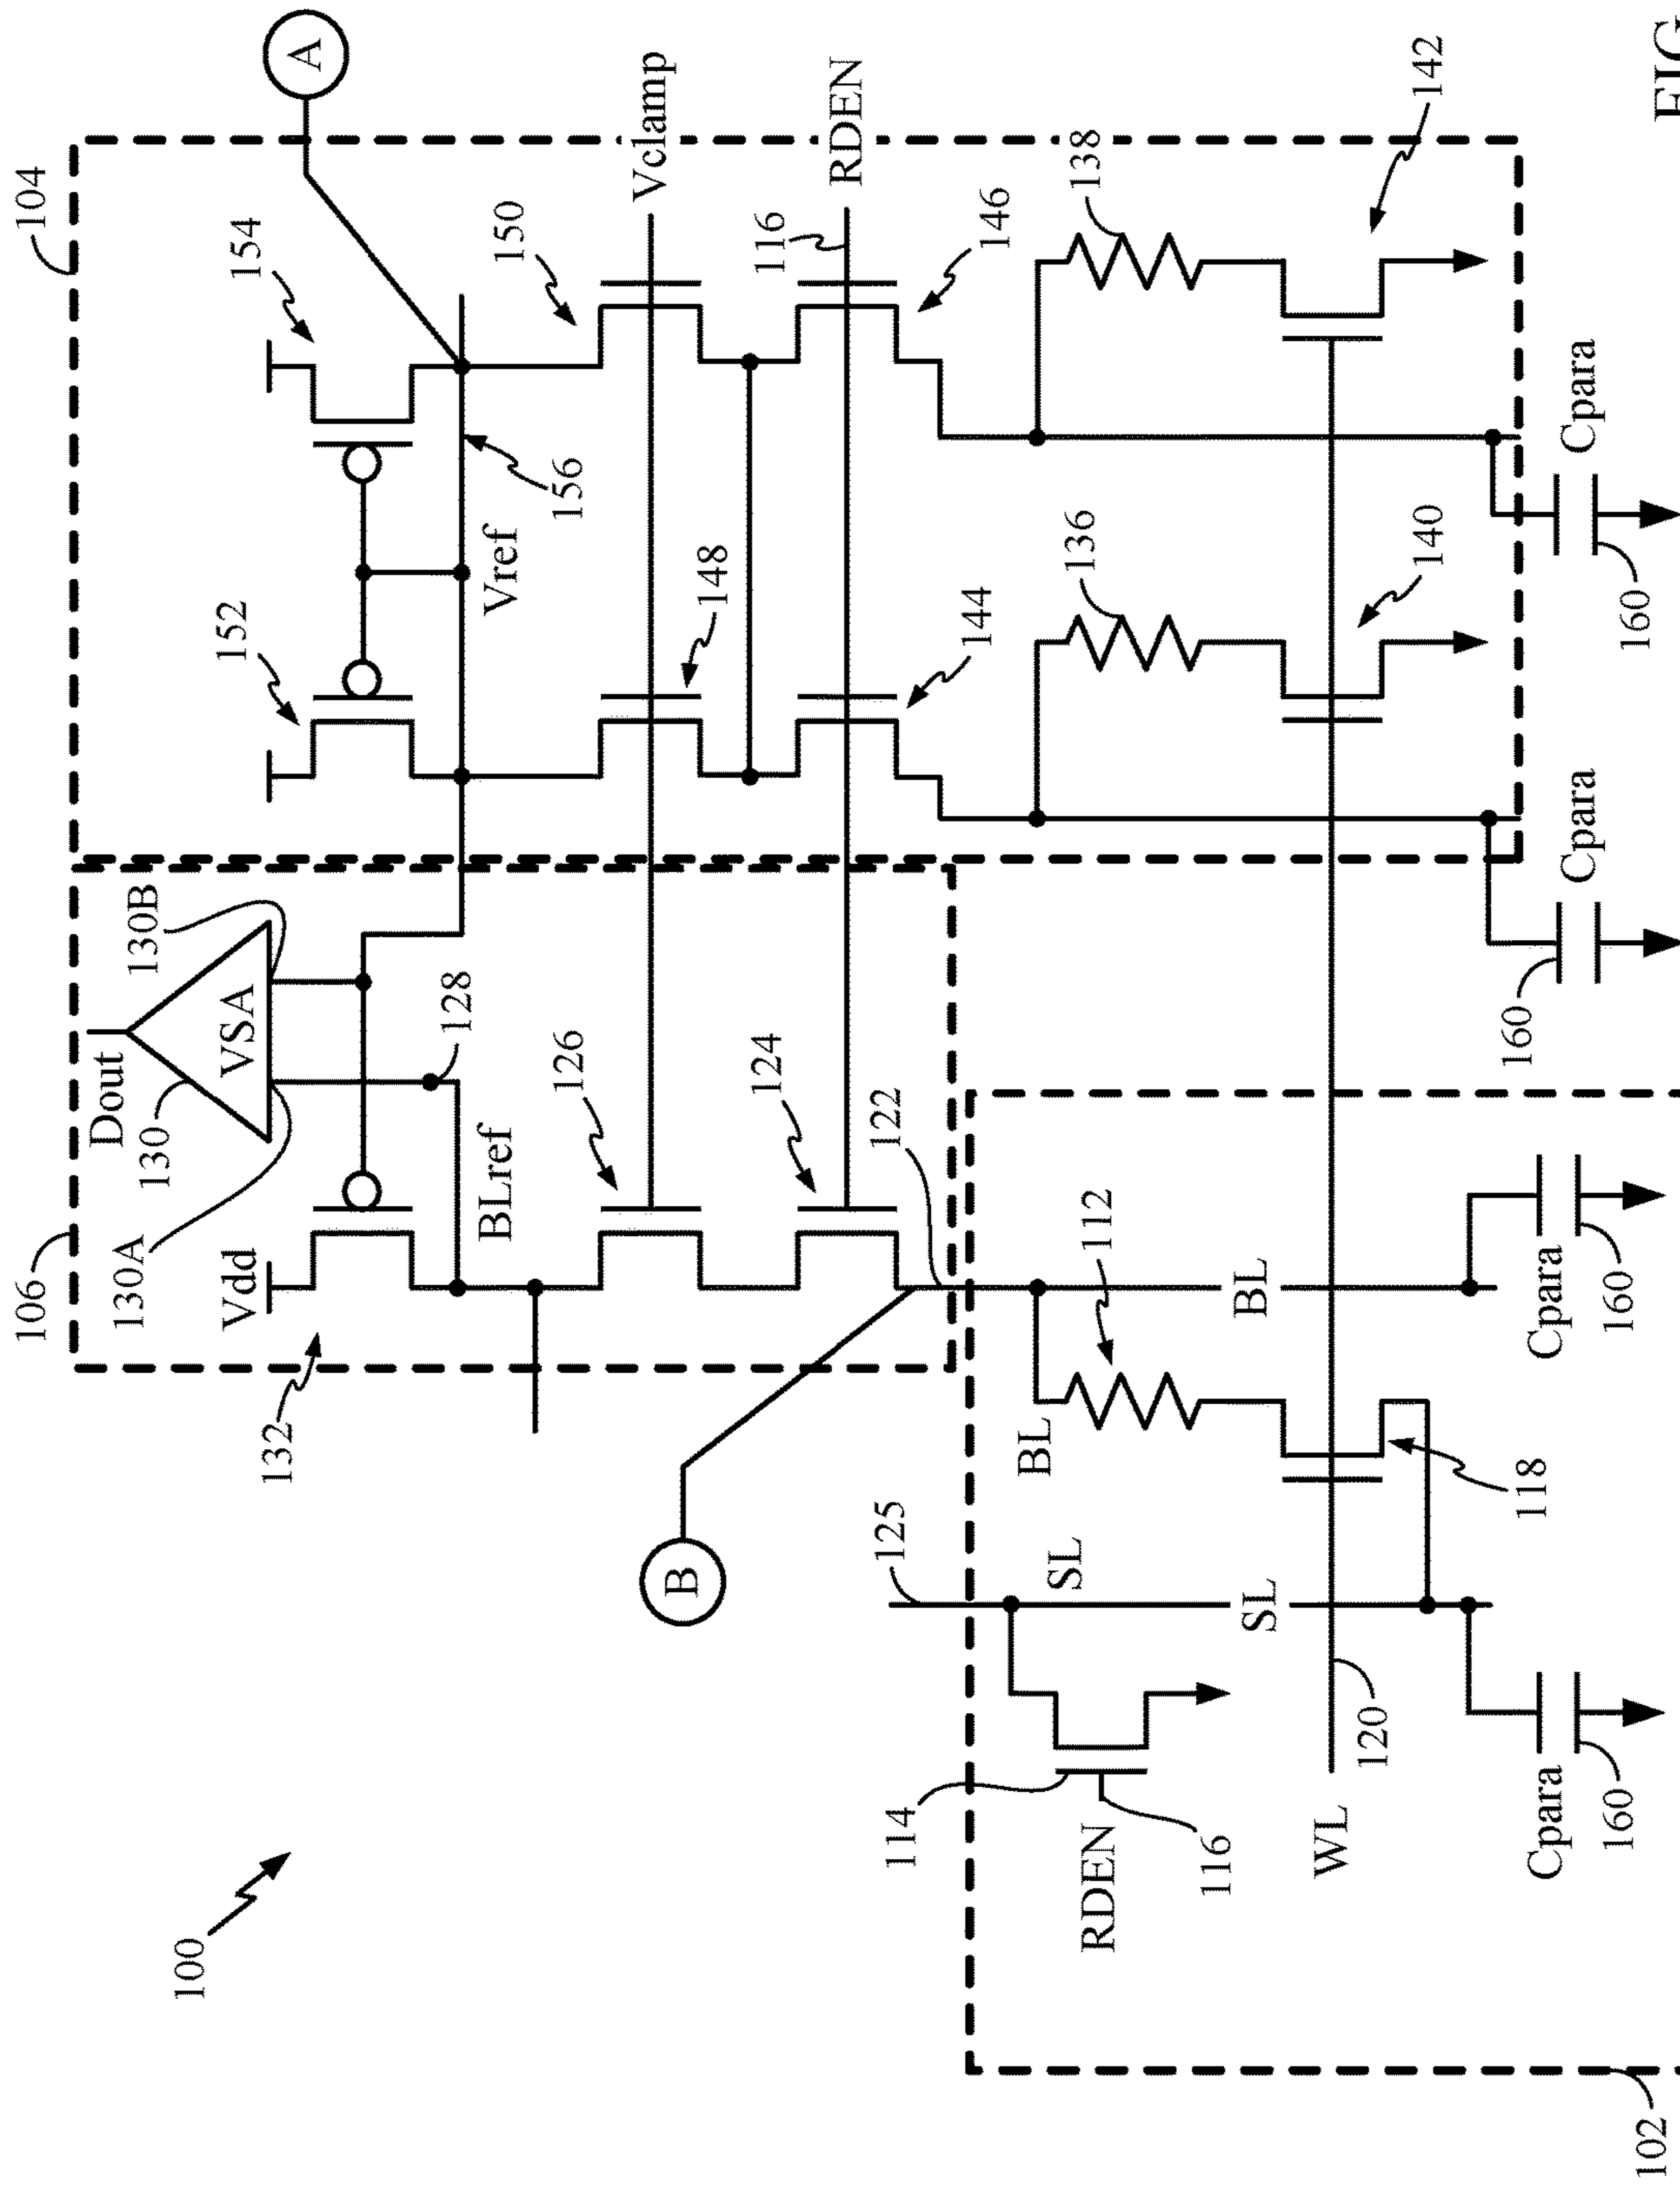 104
A
154
150
Vclamp
116
RDEN
146
138
142
FIG
156
Vref
152
148
144
136
140
Cpara
160
Cpara
160
130B
VSA
Dout
130
130A
128
BLref
126
124
122
106
Vdd
132
B
112
BL
BL
118
125
SL
SL
114
116
RDEN
WL
120
Cpara
160
Cpara
160
100
102